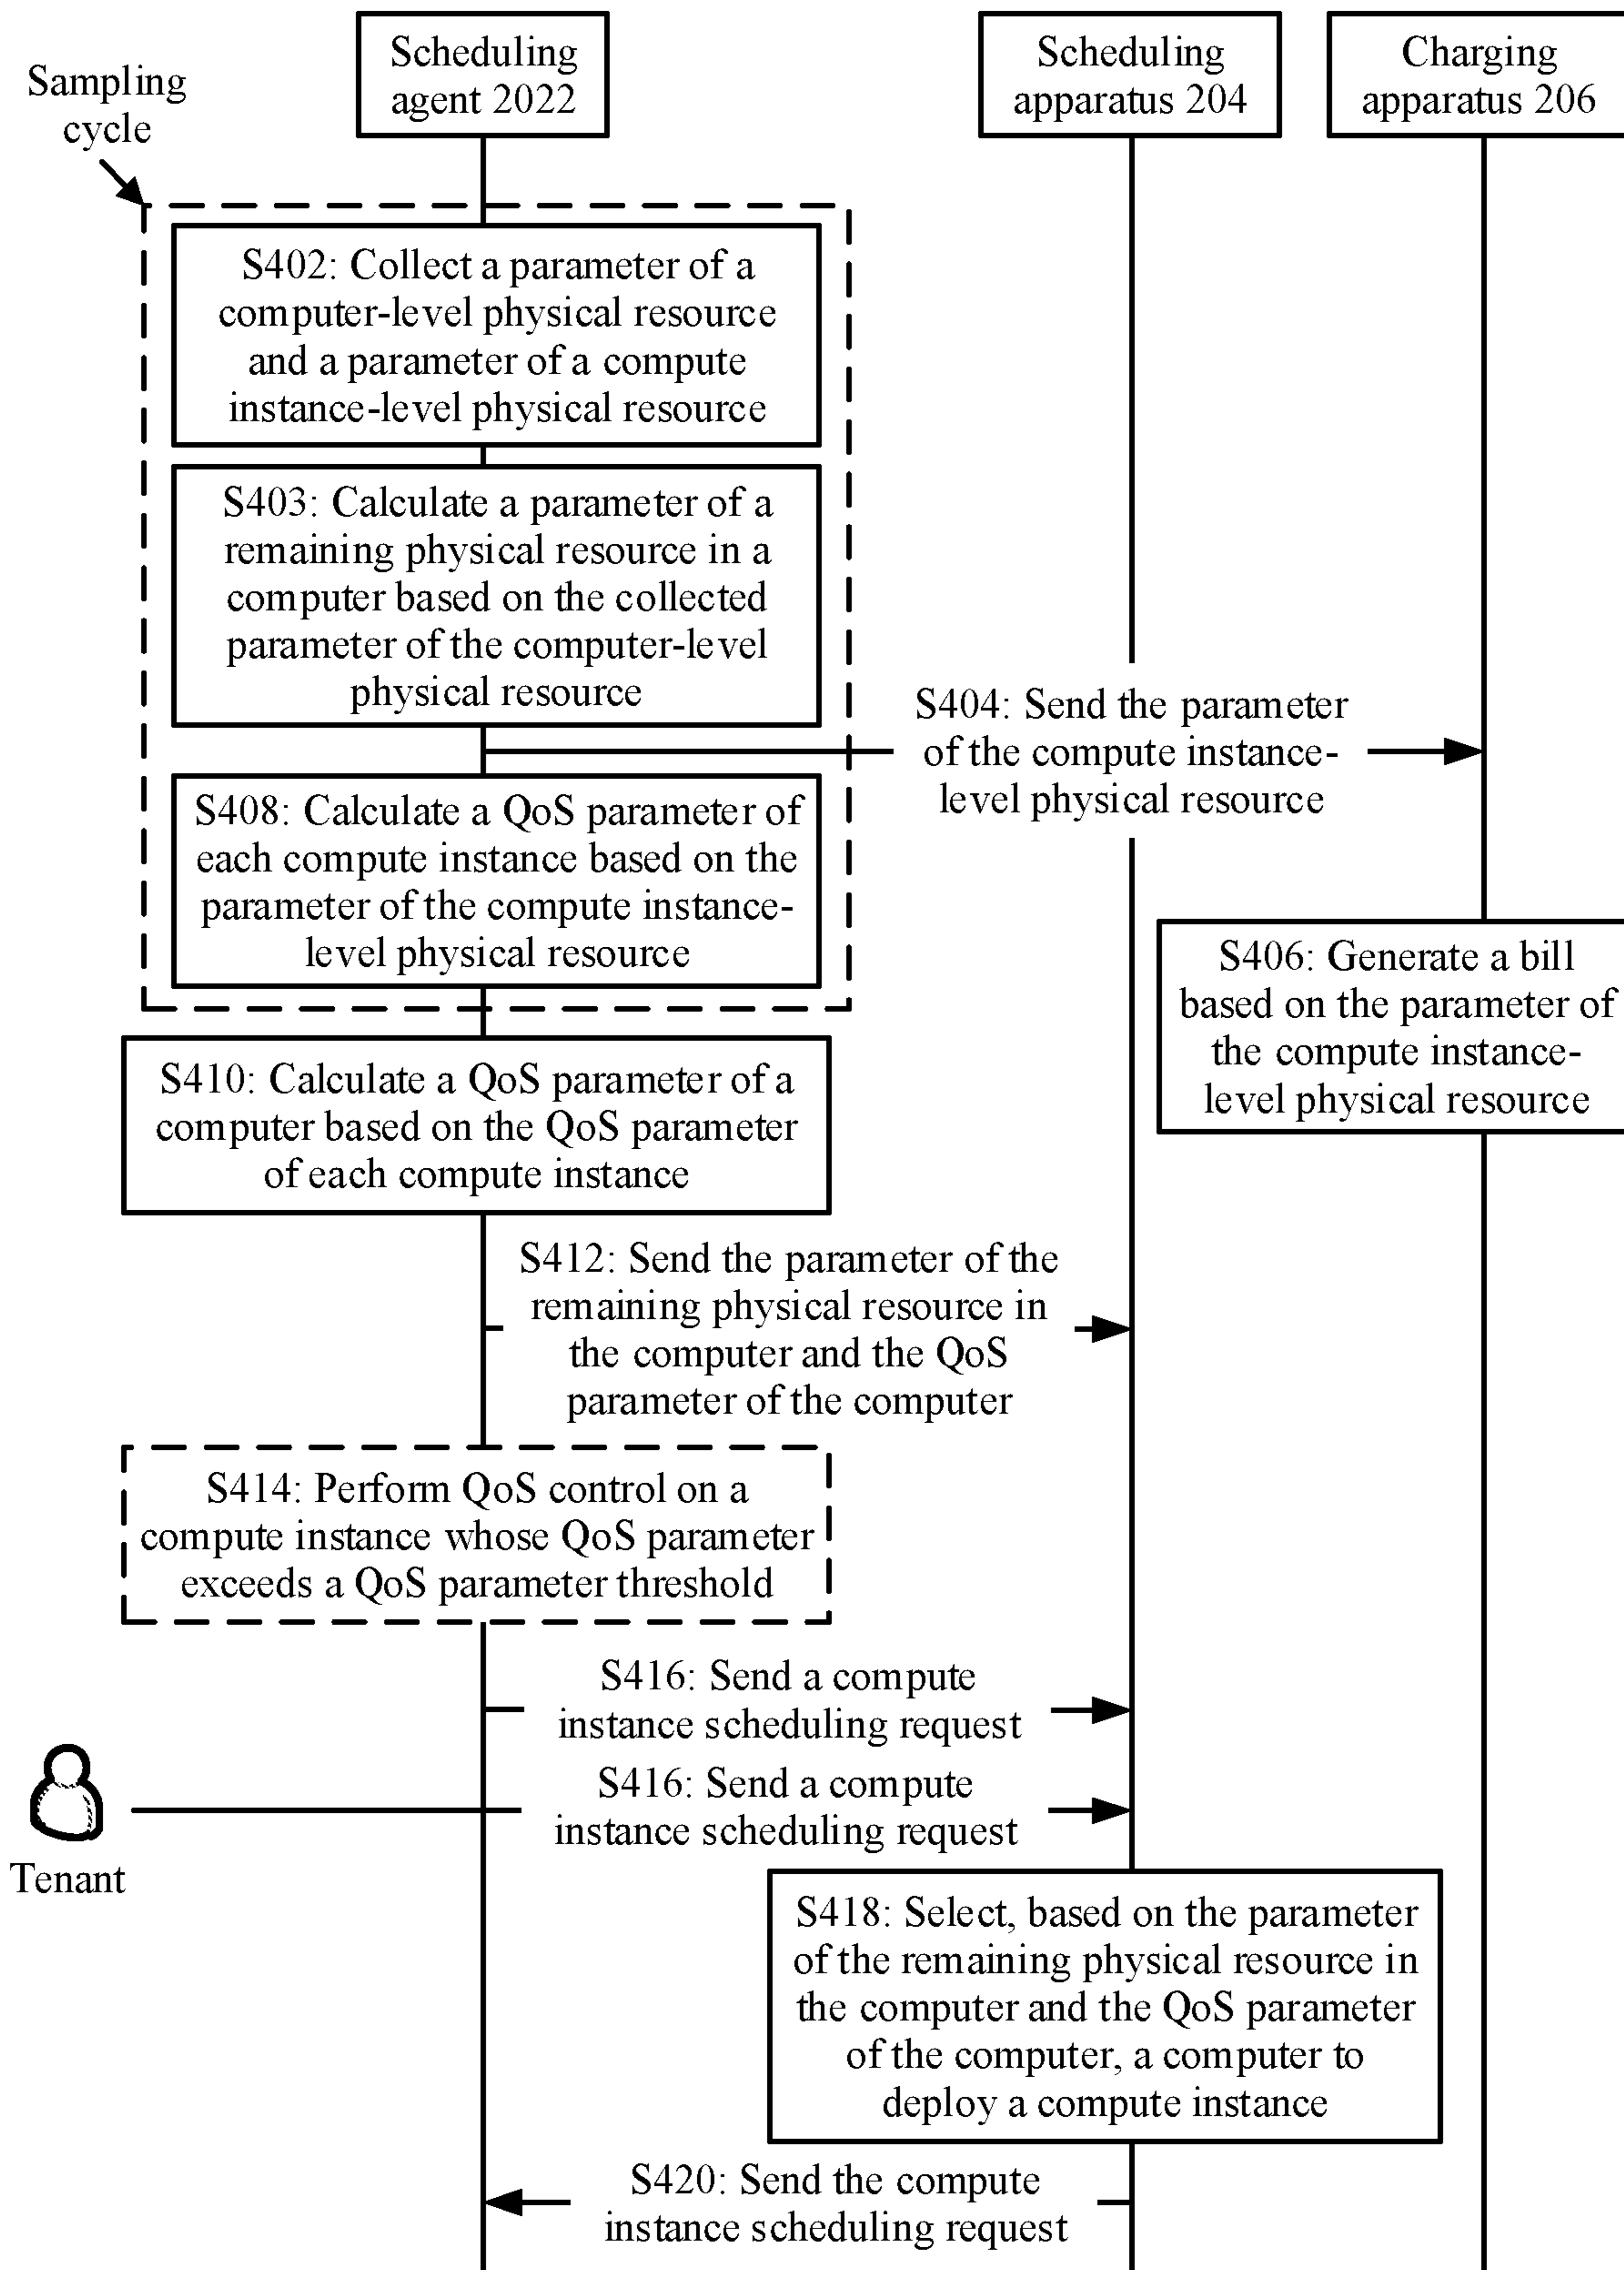 Scheduling
agent 2022
Scheduling
apparatus 204
Charging
apparatus 206
Sampling
cycle
S402: Collect a parameter of a
computer-level physical resource
and a parameter of a compute
instance-level physical resource
S403: Calculate a parameter of a
remaining physical resource in a
computer based on the collected
parameter of the computer-level
physical resource
S404: Send the parameter
of the compute instance-
level physical resource
S408: Calculate a QoS parameter of
each compute instance based on the
parameter of the compute instance-
level physical resource
S406: Generate a bill
based on the parameter of
the compute instance-
level physical resource
S410: Calculate a QoS parameter of a
computer based on the QoS parameter
of each compute instance
S412: Send the parameter of the
remaining physical resource in
the computer and the QoS
parameter of the computer
S414: Perform QoS control on a
compute instance whose QoS parameter
exceeds a QoS parameter threshold
S416: Send a compute
instance scheduling request
S416: Send a compute
instance scheduling request
Tenant
S418: Select, based on the parameter
of the remaining physical resource in
the computer and the QoS parameter
of the computer, a computer to
deploy a compute instance
S420: Send the compute
instance scheduling request